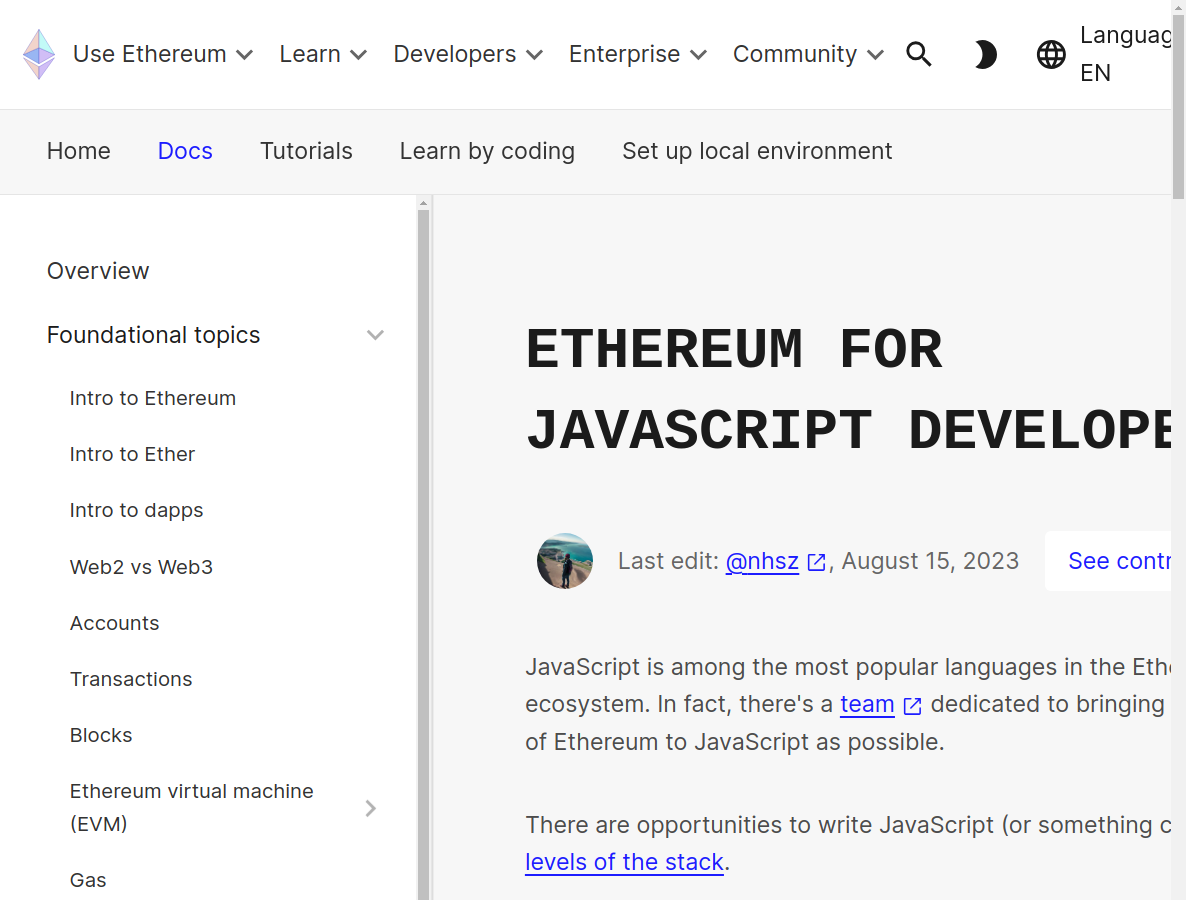 Use Ethereum Learn Developers Enterprise Community
Languag
EN
Home Docs Tutorials Learn by coding Set up local environment
Overview
Foundational topics
Intro to Ethereum
Intro to Ether
Intro to dapps
Web2 vs Web3
Accounts
Transactions
Blocks
Ethereum virtual machine
(EVM)
Gas
ETHEREUM FOR
JAVASCRIPT DEVELOPE
Last edit: @nhsz, August 15, 2023 See contr
JavaScript is among the most popular languages in the Eth
ecosystem. In fact, there's a team dedicated to bringing
of Ethereum to JavaScript as possible.
There are opportunities to write JavaScript (or something c
levels of the stack.